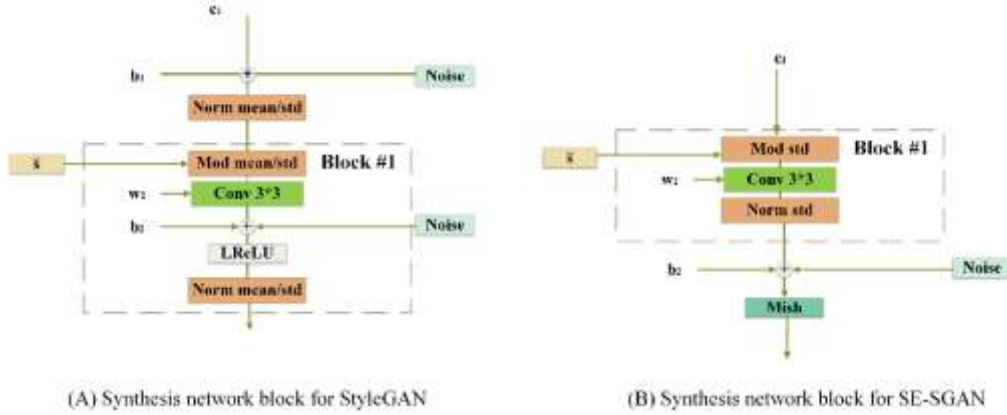 c₁
b₁
Noise
Norm mean/std
s
Mod mean/std
Block #1
w₂
Conv 3*3
b₂
Noise
LReLU
Norm mean/std
(A) Synthesis network block for StyleGAN
c₁
s
Mod std
Block #1
w₂
Conv 3*3
Norm std
b₂
Noise
Mish
(B) Synthesis network block for SE-SGAN